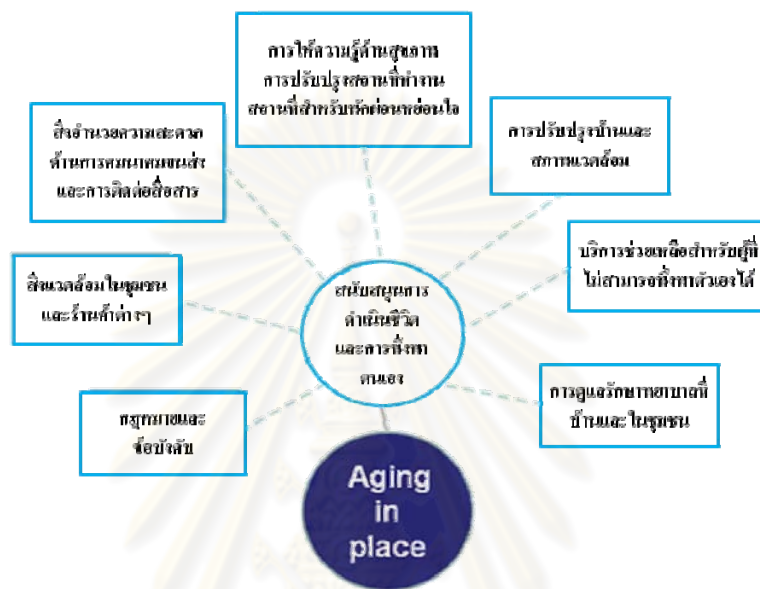 การให้ความรู้ด้านสุขภาพ
การปรับปรุงสถานที่ทำงาน
สถานที่สำหรับพักผ่อนหย่อนใจ
สิ่งอำนวยความสะดวก
ด้านการคมนาคมขนส่ง
และการติดต่อสื่อสาร
การปรับปรุงบ้านและ
สภาพแวดล้อม
สิ่งแวดล้อมในชุมชน
และร้านค้าต่างๆ
บริการช่วยเหลือสำหรับผู้ที่
ไม่สามารถพึ่งพาตัวเองได้
สนับสนุนการ
ดำเนินชีวิต
และการพึ่งพา
ตนเอง
กฎหมายและ
ข้อบังคับ
การดูแลรักษาพยาบาลที่
บ้านและในชุมชน
Aging
in
place